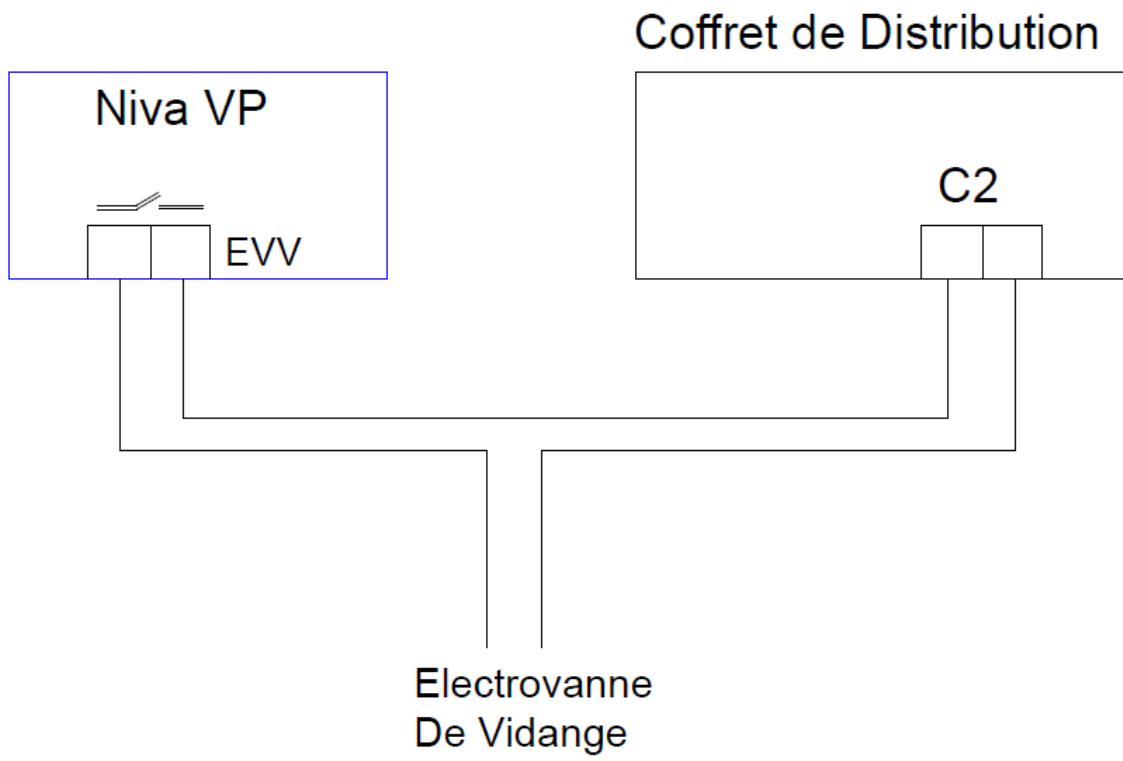 Coffret de Distribution
Niva VP
C2
EVV
Electrovanne
De Vidange